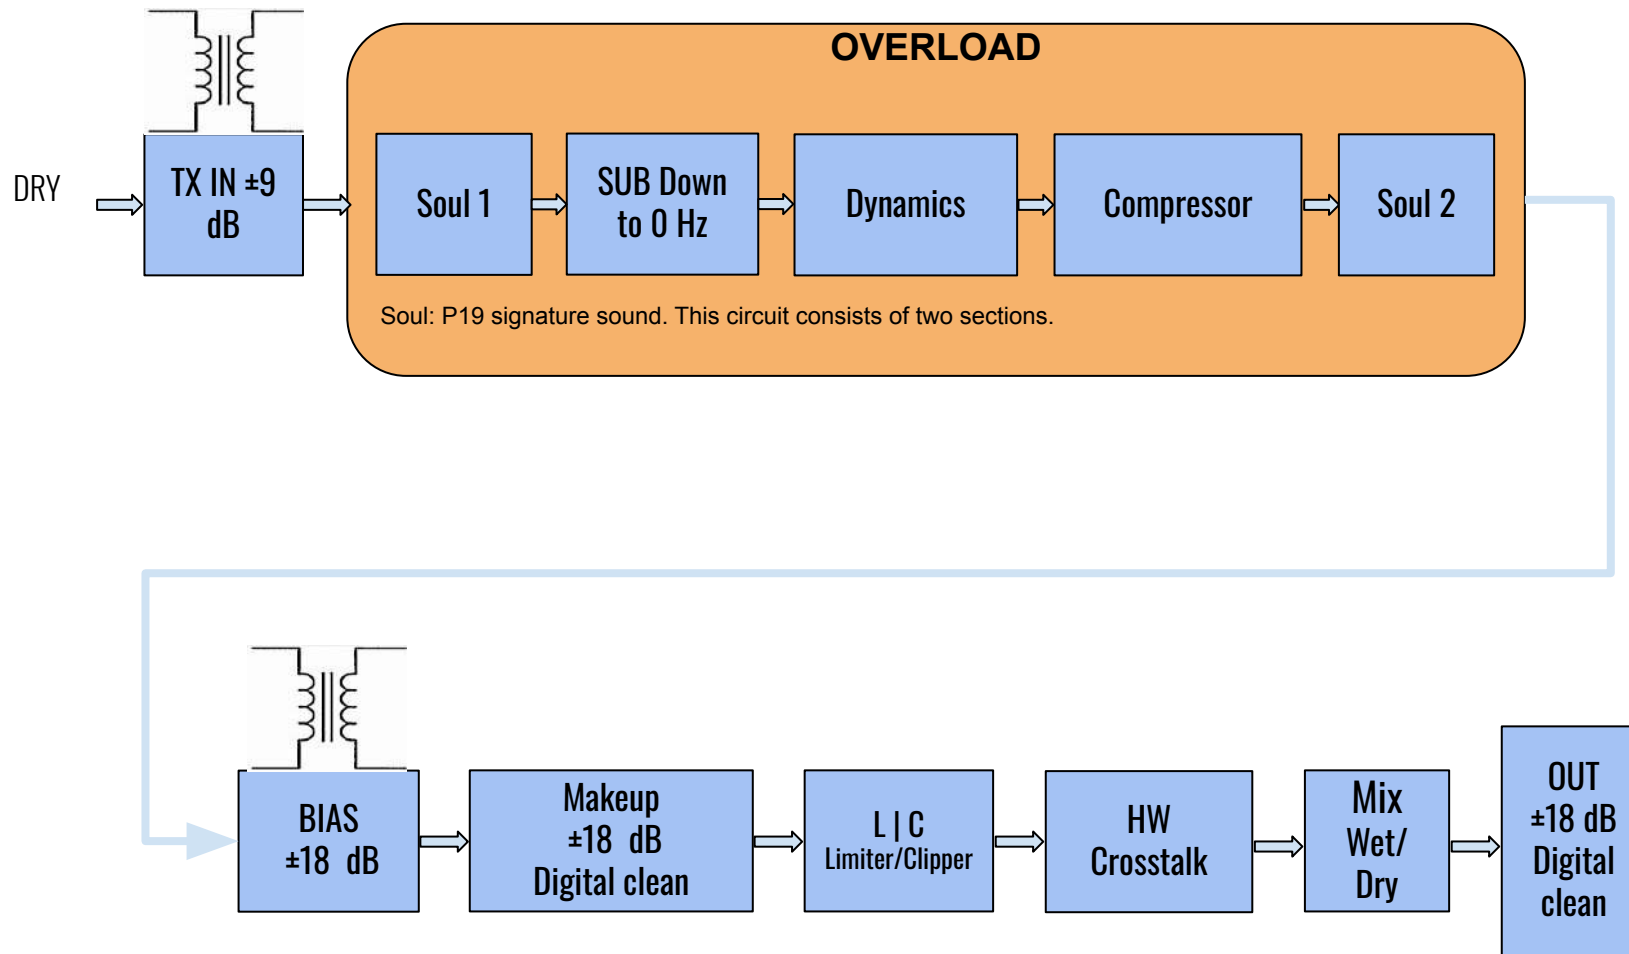 OVERLOAD
DRY
TX IN ±9
dB
Soul 1
SUB Down
to 0 Hz
Dynamics
Compressor
Soul 2
Soul: P19 signature sound. This circuit consists of two sections.
BIAS
±18 dB
Makeup
±18 dB
Digital clean
L | C
Limiter/Clipper
HW
Crosstalk
Mix
Wet/
Dry
OUT
±18 dB
Digital
clean